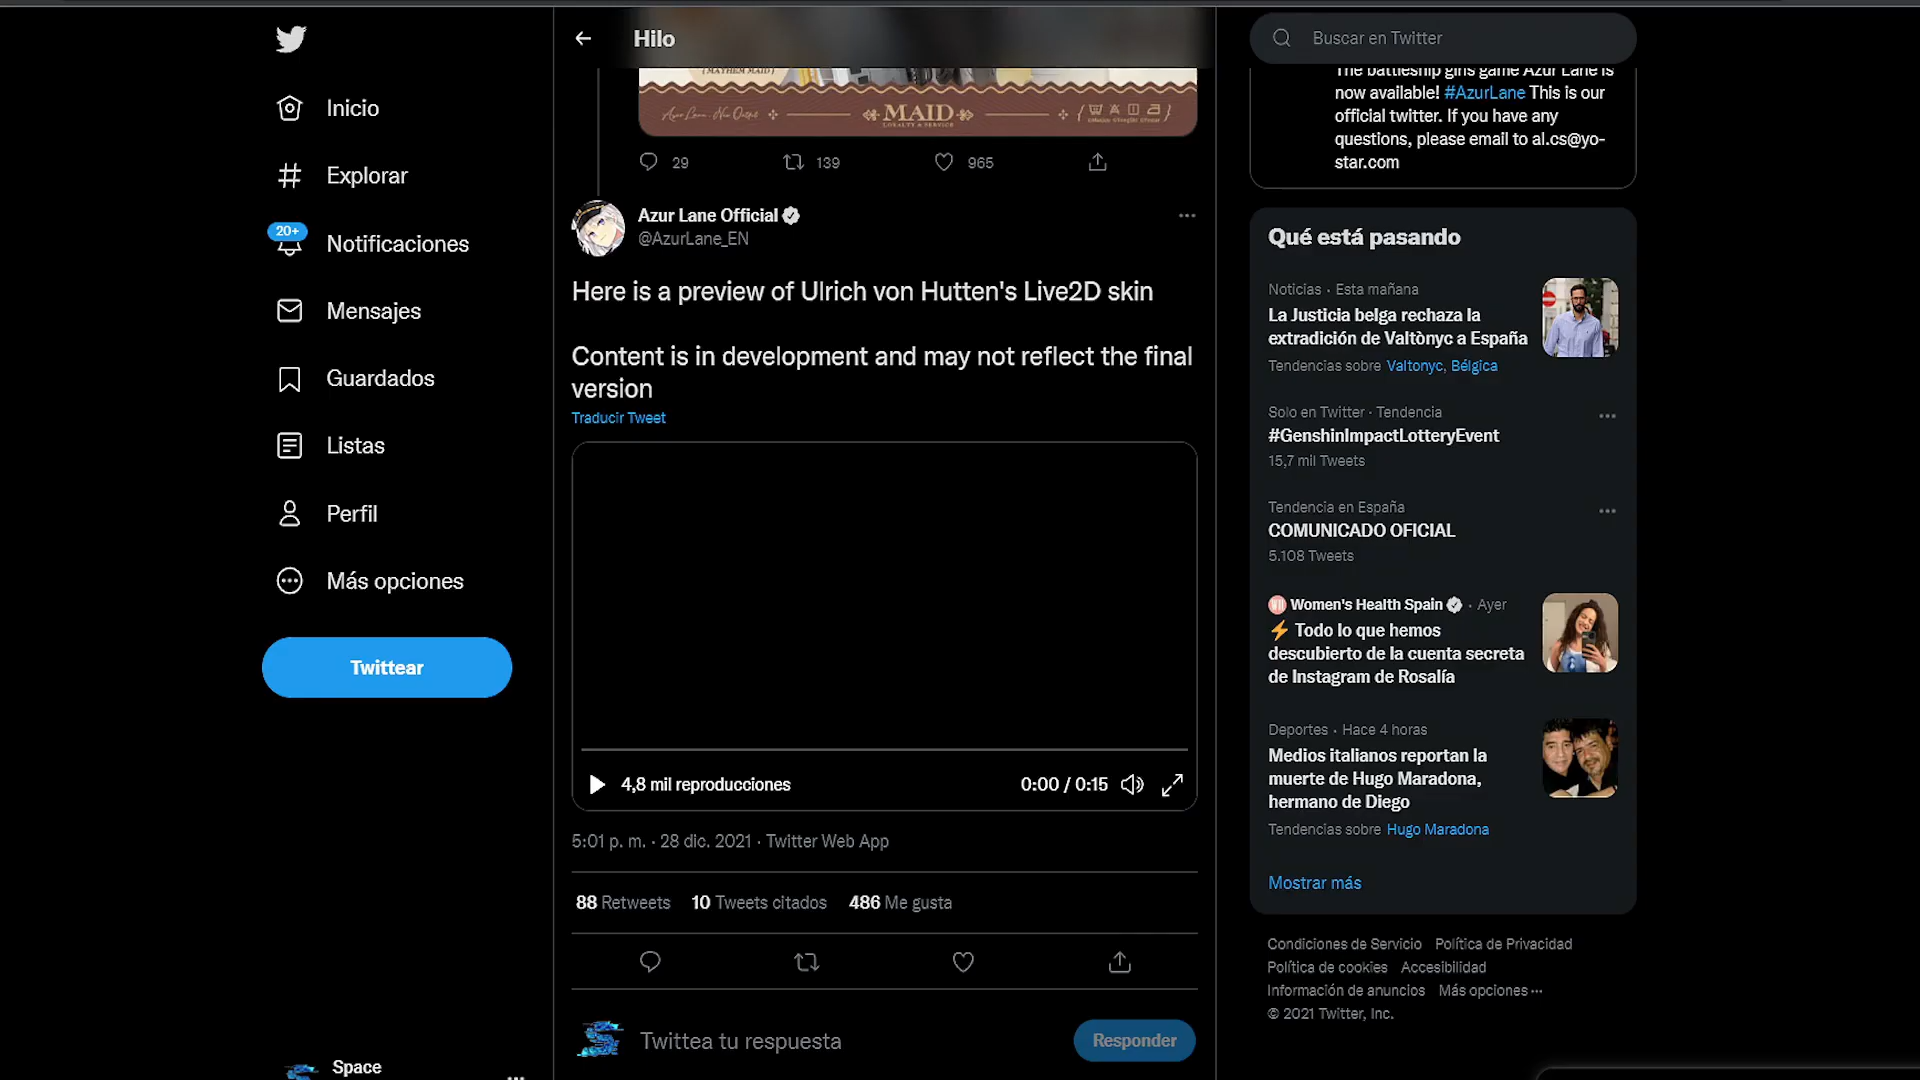 Inicio
Explorar
20+
Notificaciones
Mensajes
Guardados
Listas
Perfil
Más opciones
Twittear
Space
Hilo
(MAYHEM MAID)
MAID
LOYALTY & SERVICE
29
139
965
Azur Lane Official
@AzurLane_EN
Here is a preview of Ulrich von Hutten's Live2D skin
Content is in development and may not reflect the final
version
Traducir Tweet
4,8 mil reproducciones
0:00 / 0:15
5:01 p. m. · 28 dic. 2021 · Twitter Web App
88 Retweets 10 Tweets citados 486 Me gusta
Twittea tu respuesta
Responder
Buscar en Twitter
The battleship girls game Azur Lane is
now available! #AzurLane This is our
official twitter. If you have any
questions, please email to al.cs@yo-
star.com
Qué está pasando
Noticias · Esta mañana
La Justicia belga rechaza la
extradición de Valtònyc a España
Tendencias sobre Valtonyc, Bélgica
Solo en Twitter · Tendencia
#GenshinImpactLotteryEvent
15,7 mil Tweets
Tendencia en España
COMUNICADO OFICIAL
5.108 Tweets
Women's Health Spain · Ayer
⚡ Todo lo que hemos
descubierto de la cuenta secreta
de Instagram de Rosalía
Deportes · Hace 4 horas
Medios italianos reportan la
muerte de Hugo Maradona,
hermano de Diego
Tendencias sobre Hugo Maradona
Mostrar más
Condiciones de Servicio Política de Privacidad
Política de cookies Accesibilidad
Información de anuncios Más opciones ···
© 2021 Twitter, Inc.